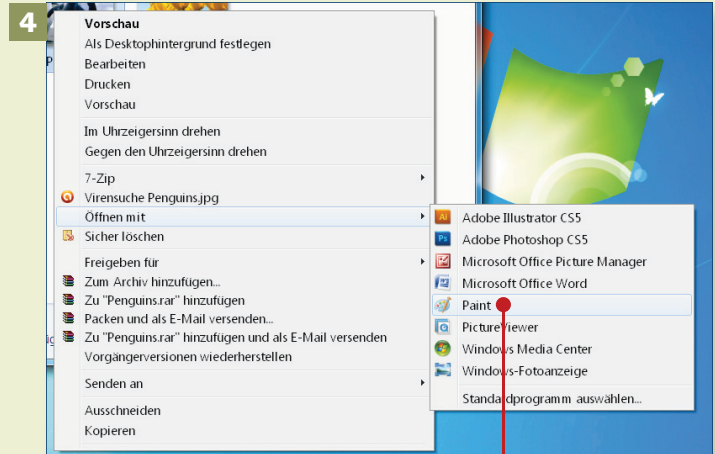 4
Vorschau
Als Desktophintergrund festlegen
Bearbeiten
Drucken
Vorschau
Im Uhrzeigersinn drehen
Gegen den Uhrzeigersinn drehen
7-Zip
Virensuche Penguins.jpg
Öffnen mit
Sicher löschen
Freigeben für
Zum Archiv hinzufügen...
Zu "Penguins.rar" hinzufügen
Packen und als E-Mail versenden...
Zu "Penguins.rar" hinzufügen und als E-Mail versenden
Vorgängerversionen wiederherstellen
Senden an
Ausschneiden
Kopieren
Ai Adobe Illustrator CS5
Ps Adobe Photoshop CS5
Microsoft Office Picture Manager
Microsoft Office Word
Paint
PictureViewer
Windows Media Center
Windows-Fotoanzeige
Standardprogramm auswählen...